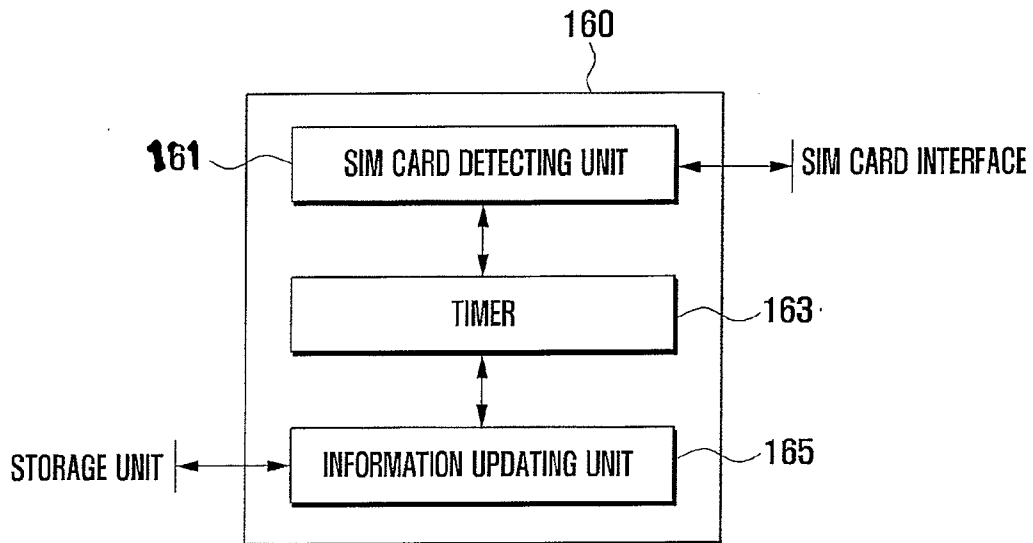 160
161
SIM CARD DETECTING UNIT
SIM CARD INTERFACE
TIMER
163
STORAGE UNIT
INFORMATION UPDATING UNIT
165